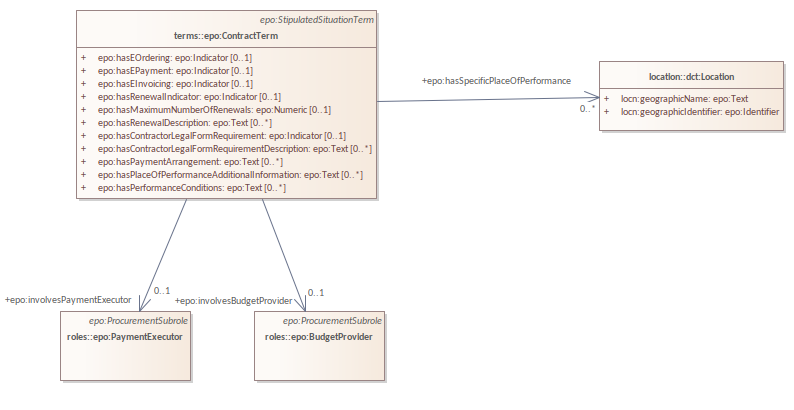 epo:StipulatedSituationTerm
terms::epo:ContractTerm
+ epo:hasEOrdering: epo:Indicator [0..1]
+ epo:hasEPayment: epo:Indicator [0..1]
+ epo:hasEInvoicing: epo:Indicator [0..1]
+ epo:hasRenewalIndicator: epo:Indicator [0..1]
+ epo:hasMaximumNumberOfRenewals: epo:Numeric [0..1]
+ epo:hasRenewalDescription: epo:Text [0..*]
+ epo:hasContractorLegalFormRequirement: epo:Indicator [0..1]
+ epo:hasContractorLegalFormRequirementDescription: epo:Text [0..*]
+ epo:hasPaymentArrangement: epo:Text [0..*]
+ epo:hasPlaceOfPerformanceAdditionalInformation: epo:Text [0..*]
+ epo:hasPerformanceConditions: epo:Text [0..*]
+epo:hasSpecificPlaceOfPerformance
0..*
location::dct:Location
+ locn:geographicName: epo:Text
+ locn:geographicIdentifier: epo:Identifier
+epo:involvesPaymentExecutor
0..1
+epo:involvesBudgetProvider
0..1
epo:ProcurementSubrole
roles::epo:PaymentExecutor
epo:ProcurementSubrole
roles::epo:BudgetProvider